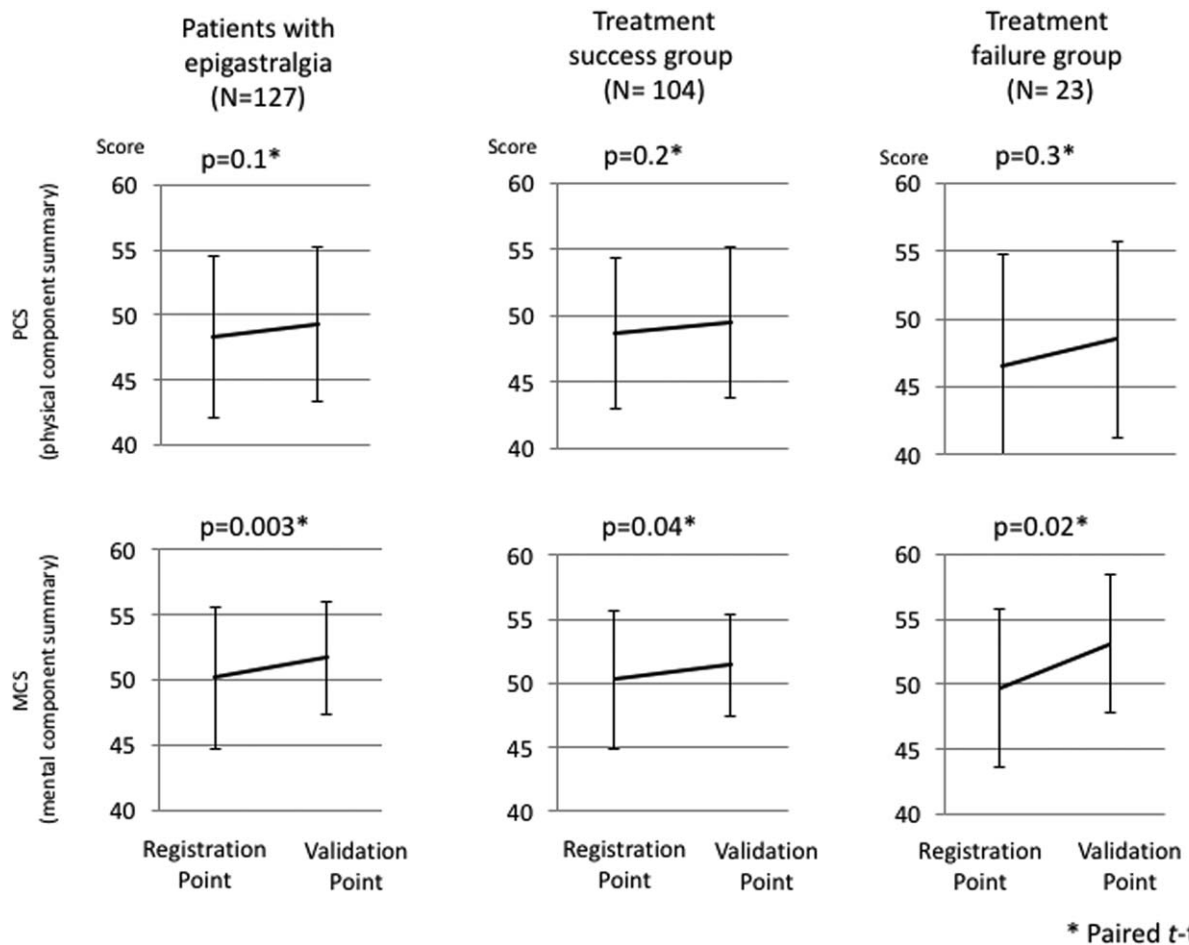 Patients with
epigastralgia
(N=127)
Treatment
success group
(N= 104)
Treatment
failure group
(N= 23)
Score
p=0.1*
Score
p=0.2*
Score
p=0.3*
PCS
(physical component summary)
60
55
50
45
40
60
55
50
45
40
60
55
50
45
40
p=0.003*
p=0.04*
p=0.02*
MCS
(mental component summary)
60
55
50
45
40
60
55
50
45
40
60
55
50
45
40
Registration
Point
Validation
Point
Registration
Point
Validation
Point
Registration
Point
Validation
Point
* Paired t-